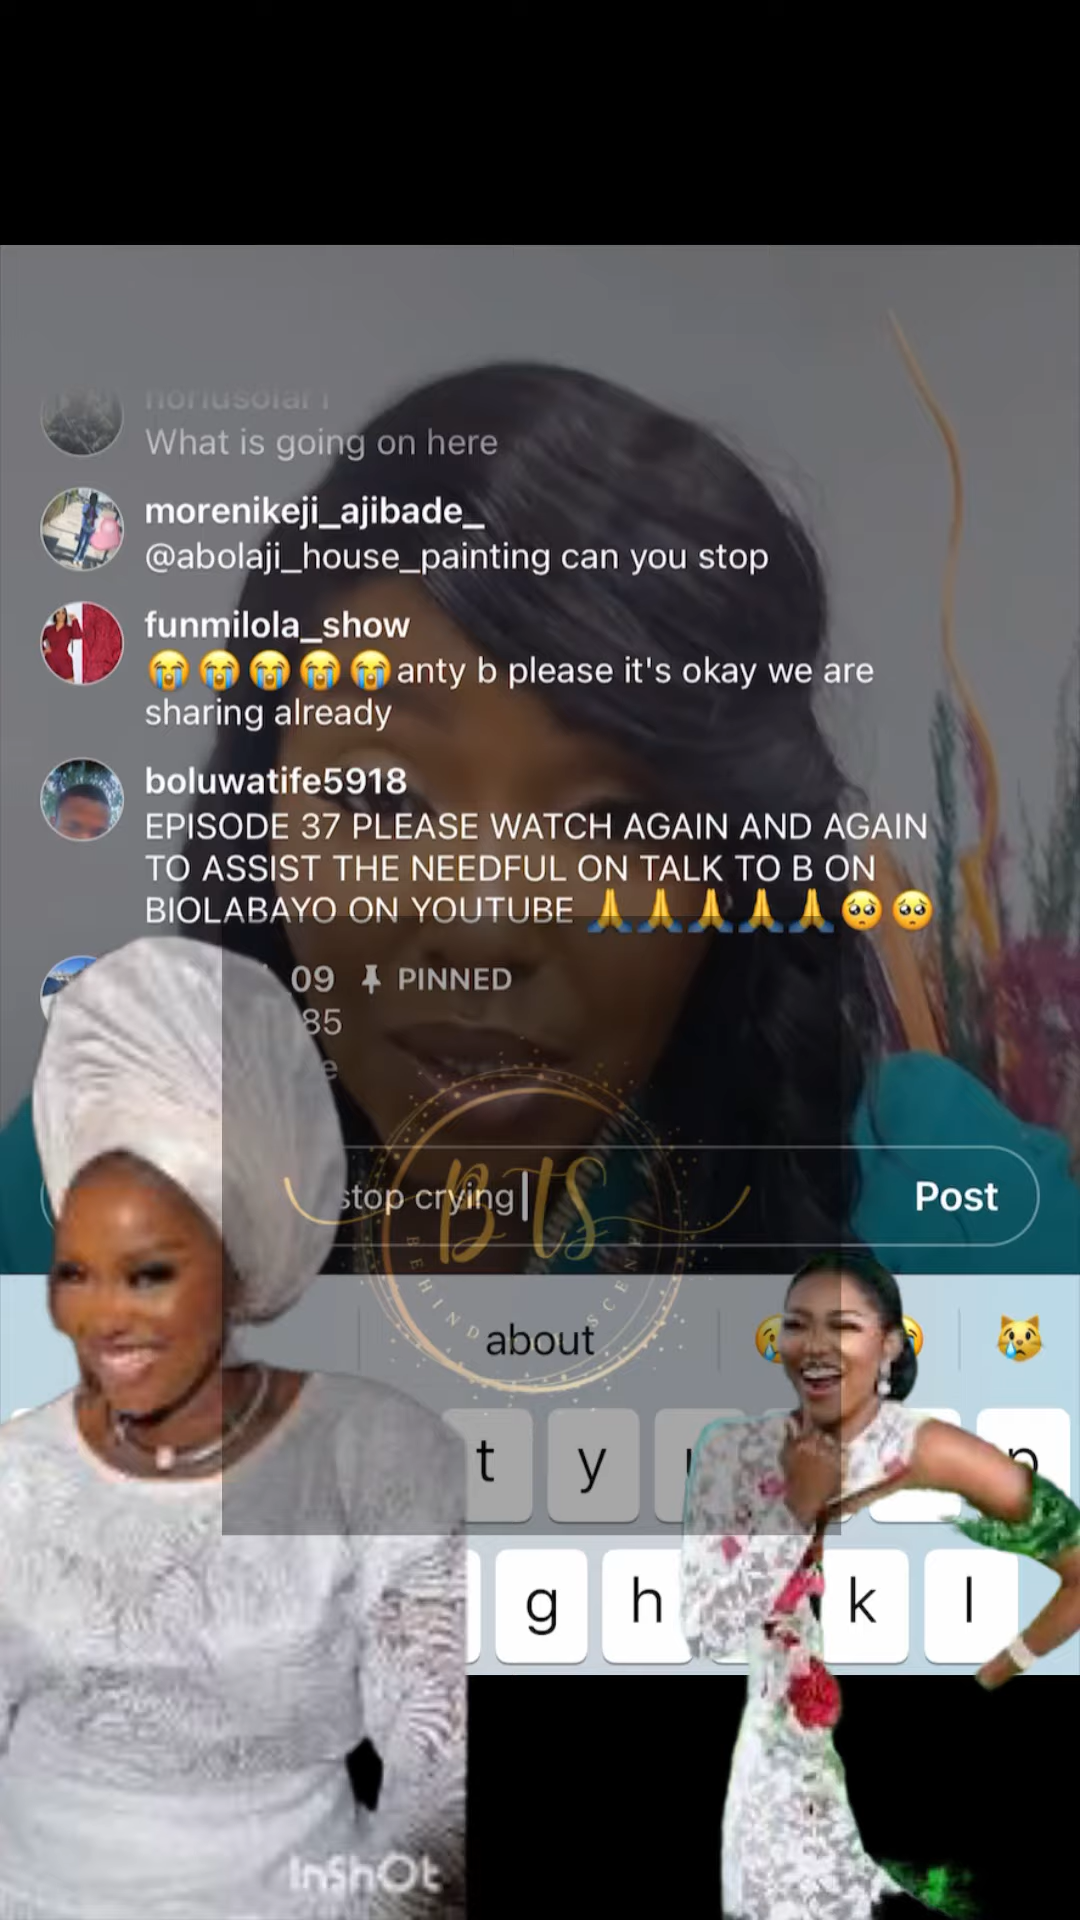 What is going on here
morenikeji_ajibade_
@abolaji_house_painting can you stop
funmilola_show
😭😭😭😭😭anty b please it's okay we are
sharing already
boluwatife5918
EPISODE 37 PLEASE WATCH AGAIN AND AGAIN
TO ASSIST THE NEEDFUL ON TALK TO B ON
BIOLABAYO ON YOUTUBE 🙏🙏🙏🙏🙏🥺🥺
09 📌 PINNED
85
e
stop crying
Post
BTS
BEHIND SCENE
about
t y
g h k l
InShOt